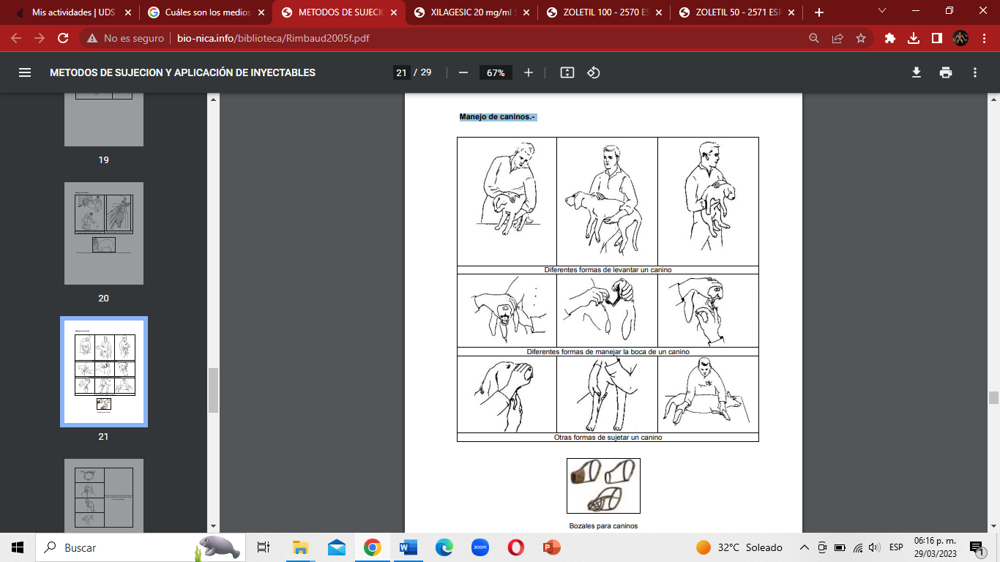 Mis actividades | UDS
Cuáles son los medios
METODOS DE SUJECIO
XILAGESIC 20 mg/ml S
ZOLETIL 100 - 2570 ES
ZOLETIL 50 - 2571 ESP
No es seguro
bio-nica.info/biblioteca/Rimbaud2005f.pdf
METODOS DE SUJECION Y APLICACIÓN DE INYECTABLES
21 / 29
67%
19
20
21
Manejo de caninos.-
Diferentes formas de levantar un canino
Diferentes formas de manejar la boca de un canino
Otras formas de sujetar un canino
Bozales para caninos
Buscar
zoom
32°C Soleado
ESP
06:16 p. m.
29/03/2023
1